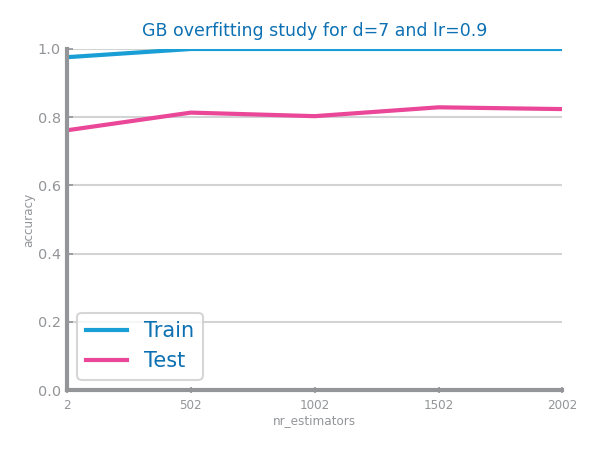 GB overfitting study for d=7 and lr=0.9
1.0
0.8
0.6
0.4
0.2
0.0
accuracy
Train
Test
2 502 1002 1502 2002
nr_estimators